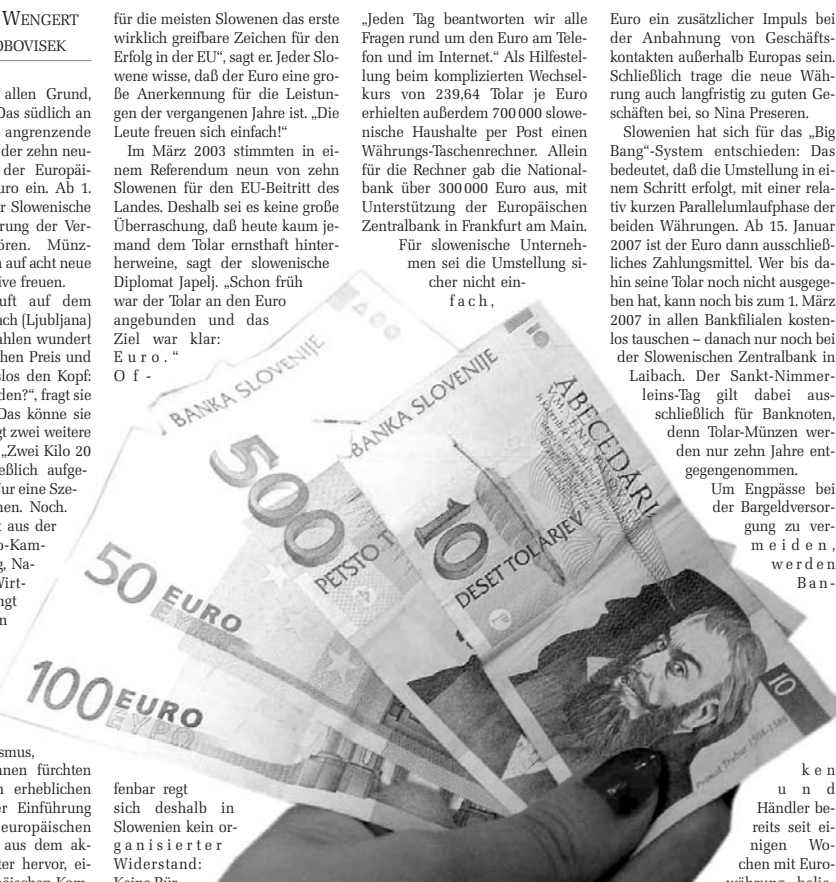 WENGERT
OBOVISEK
allen Grund,
Das südlich an
angrenzende
der zehn neu-
der Europäi-
uro ein. Ab 1.
r Slowenische
rung der Ver-
ören. Münz-
auf acht neue
ive freuen.
uft auf dem
ach (Ljubljana)
ahlen wundert
hen Preis und
slos den Kopf:
den?“, fragt sie
Das könne sie
gt zwei weitere
„Zwei Kilo 20
eßlich aufge-
Nur eine Sze-
nen. Noch.
t aus der
o-Kam-
g, Na-
Wirt-
ngt
n
smus,
nnen fürchten
n erheblichen
er Einführung
europäischen
aus dem ak-
ter hervor, ei-
päischen Kom-
für die meisten Slowenen das erste
wirklich greifbare Zeichen für den
Erfolg in der EU“, sagt er. Jeder Slo-
wene wisse, daß der Euro eine gro-
ße Anerkennung für die Leistun-
gen der vergangenen Jahre ist. „Die
Leute freuen sich einfach!“
Im März 2003 stimmten in ei-
nem Referendum neun von zehn
Slowenen für den EU-Beitritt des
Landes. Deshalb sei es keine große
Überraschung, daß heute kaum je-
mand dem Tolar ernsthaft hinter-
herweine, sagt der slowenische
Diplomat Japelj. „Schon früh
war der Tolar an den Euro
angebunden und das
Ziel war klar:
Euro.“
Of-
fenbar regt
sich deshalb in
Slowenien kein or-
ganisierter
Widerstand:
Keine Bür-
„Jeden Tag beantworten wir alle
Fragen rund um den Euro am Tele-
fon und im Internet.“ Als Hilfestel-
lung beim komplizierten Wechsel-
kurs von 239,64 Tolar je Euro
erhielten außerdem 700 000 slowe-
nische Haushalte per Post einen
Währungs-Taschenrechner. Allein
für die Rechner gab die National-
bank über 300 000 Euro aus, mit
Unterstützung der Europäischen
Zentralbank in Frankfurt am Main.
Für slowenische Unterneh-
men sei die Umstellung si-
cher nicht ein-
fach,
Euro ein zusätzlicher Impuls bei
der Anbahnung von Geschäfts-
kontakten außerhalb Europas sein.
Schließlich trage die neue Wäh-
rung auch langfristig zu guten Ge-
schäften bei, so Nina Preseren.
Slowenien hat sich für das „Big
Bang“-System entschieden: Das
bedeutet, daß die Umstellung in ei-
nem Schritt erfolgt, mit einer rela-
tiv kurzen Parallelumlaufphase der
beiden Währungen. Ab 15. Januar
2007 ist der Euro dann ausschließ-
liches Zahlungsmittel. Wer bis da-
hin seine Tolar noch nicht ausgege-
ben hat, kann noch bis zum 1. März
2007 in allen Bankfilialen kosten-
los tauschen – danach nur noch bei
der Slowenischen Zentralbank in
Laibach. Der Sankt-Nimmer-
leins-Tag gilt dabei aus-
schließlich für Banknoten,
denn Tolar-Münzen wer-
den nur zehn Jahre ent-
gegengenommen.
Um Engpässe bei
der Bargeldversor-
gung zu ver-
meiden,
werden
Ban-
ken
und
Händler be-
reits seit ei-
nigen Wo-
chen mit Euro-
BANKA SLOVENIJE
500
PETSTO T
BANKA SLOVENIJE
10
ABECEDARI
10
DESET TOLARJEV
50 EURO
ΕΥΡΩ
100 EURO
ΕΥΡΩ
10
Primož Trubar 1508-1586